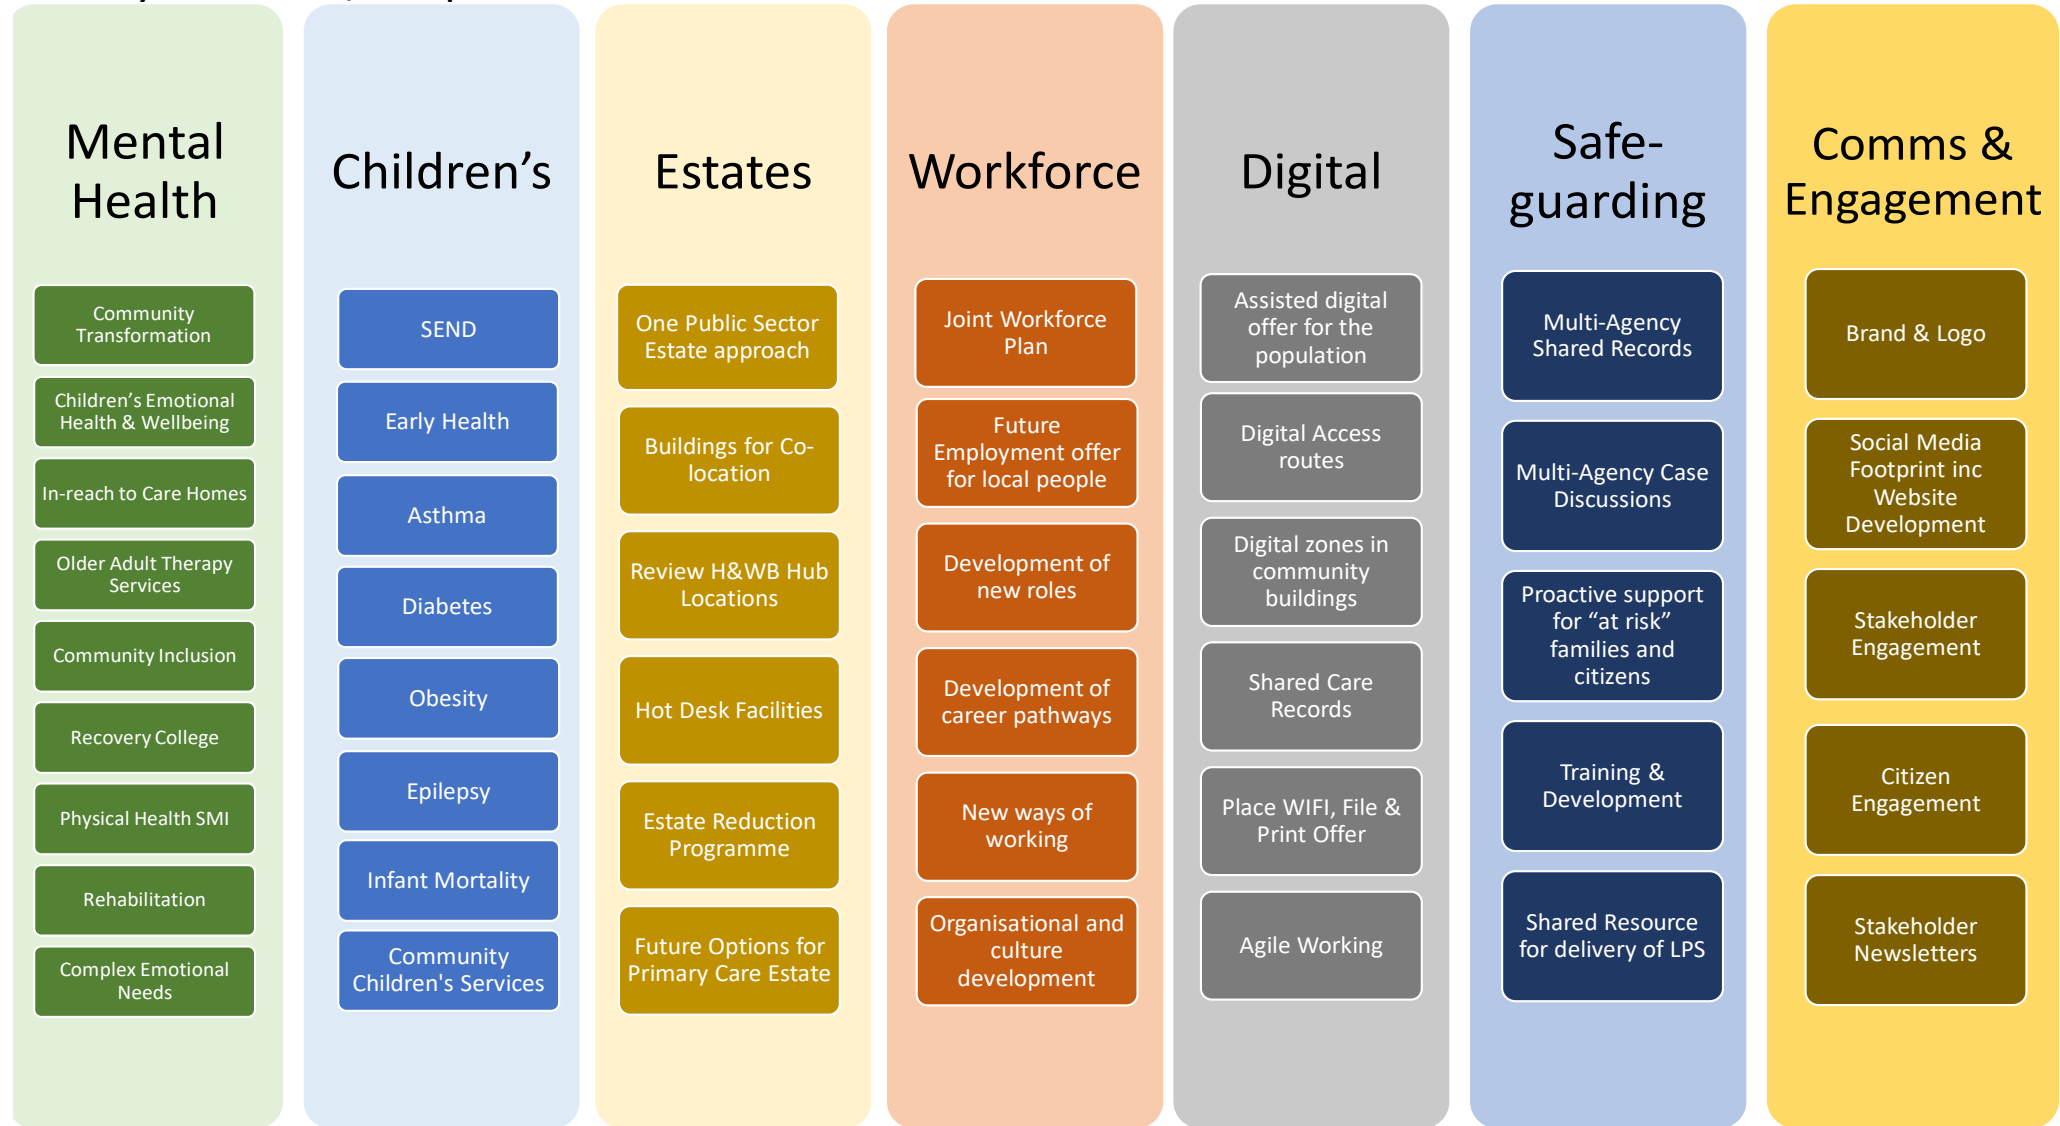 Mental
Health
Community
Transformation
Children’s Emotional
Health & Wellbeing
In-reach to Care Homes
Older Adult Therapy
Services
Community Inclusion
Recovery College
Physical Health SMI
Rehabilitation
Complex Emotional
Needs
Children’s
SEND
Early Health
Asthma
Diabetes
Obesity
Epilepsy
Infant Mortality
Community
Children's Services
Estates
One Public Sector
Estate approach
Buildings for Co-
location
Review H&WB Hub
Locations
Hot Desk Facilities
Estate Reduction
Programme
Future Options for
Primary Care Estate
Workforce
Joint Workforce
Plan
Future
Employment offer
for local people
Development of
new roles
Development of
career pathways
New ways of
working
Organisational and
culture
development
Digital
Assisted digital
offer for the
population
Digital Access
routes
Digital zones in
community
buildings
Shared Care
Records
Place WIFI, File &
Print Offer
Agile Working
Safe-
guarding
Multi-Agency
Shared Records
Multi-Agency Case
Discussions
Proactive support
for “at risk”
families and
citizens
Training &
Development
Shared Resource
for delivery of LPS
Comms &
Engagement
Brand & Logo
Social Media
Footprint inc
Website
Development
Stakeholder
Engagement
Citizen
Engagement
Stakeholder
Newsletters